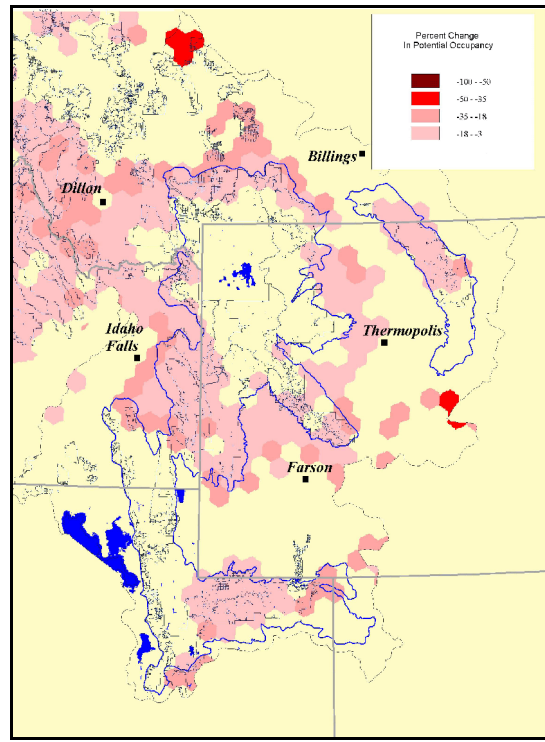 Percent Change
In Potential Occupancy
-100 - -50
-50 - -35
-35 - -18
-18 - -3
Billings
Dillon
Idaho
Falls
Thermopolis
Farson